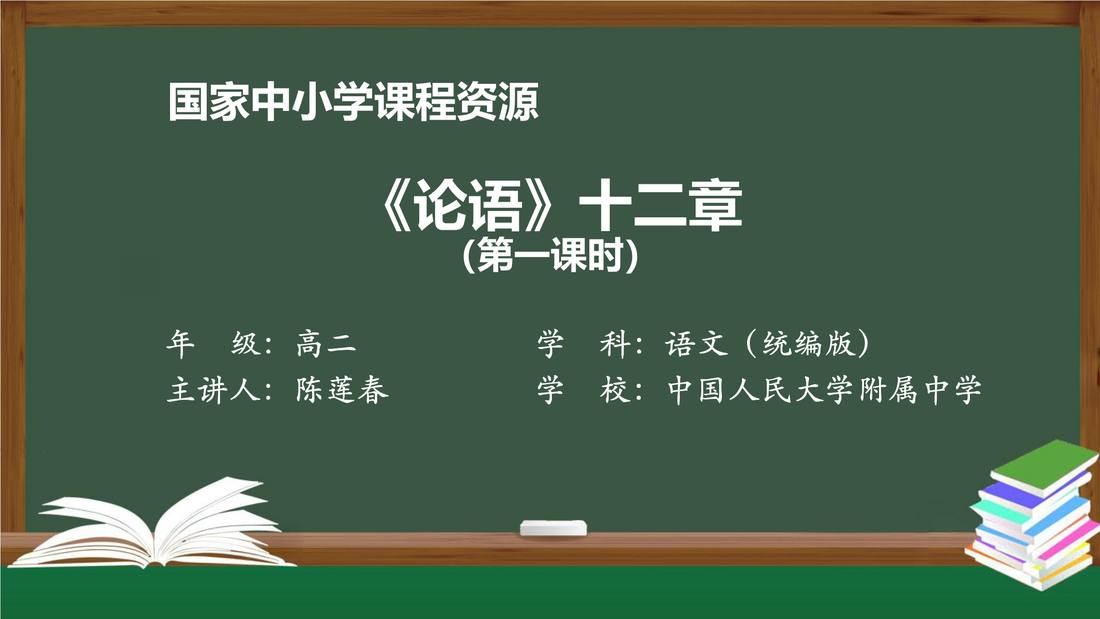 国家中小学课程资源
《论语》十二章
（第一课时）
年 级：高二 学 科：语文（统编版）
主讲人：陈莲春 学 校：中国人民大学附属中学